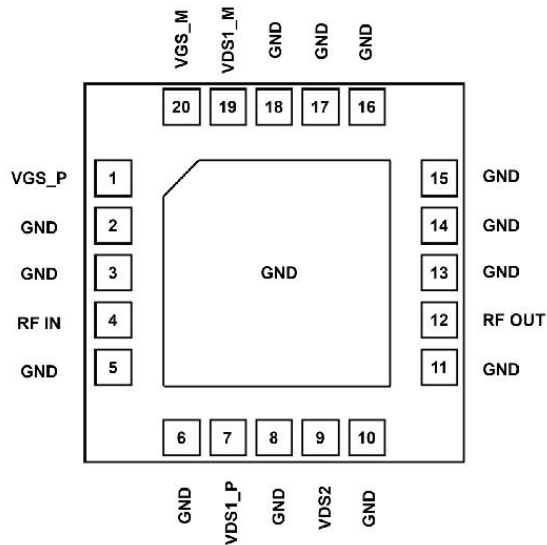 VGS_M VDS1_M GND GND GND
20 19 18 17 16
VGS_P 1 15 GND
GND 2 14 GND
GND 3 GND 13 GND
RF IN 4 12 RF OUT
GND 5 11 GND
6 7 8 9 10
GND VDS1_P GND VDS2 GND